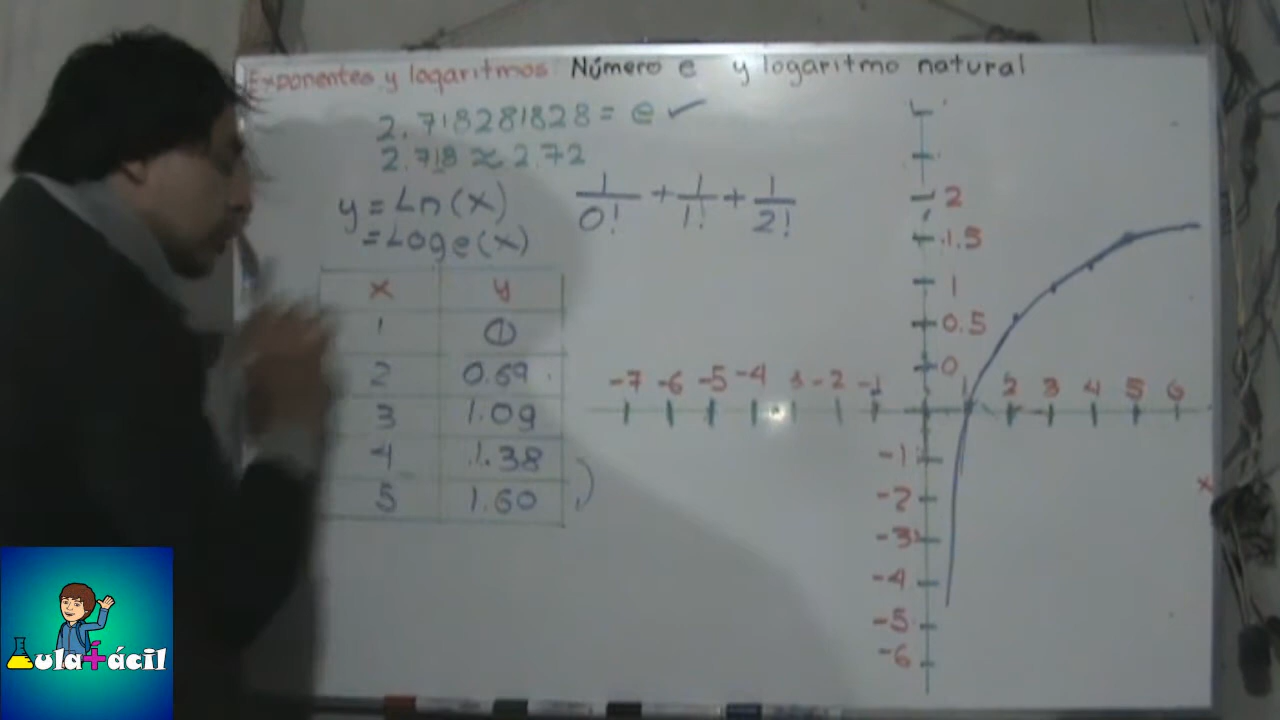 Exponentes y logaritmos: Número e y logaritmo natural
2.718281828 = e ✓
2.718 ≈ 2.72
y = Ln(x)
= Loge(x)
1/0! + 1/1! + 1/2!
x y
1
2 0.69
3 1.09
4 1.38
5 1.60
2
1.5
1
0.5
0
-7 -6 -5 -4 -2 -1 1 2 3 4 5 6
-1
-2
-3
-4
-5
-6
x
Aula+ácil